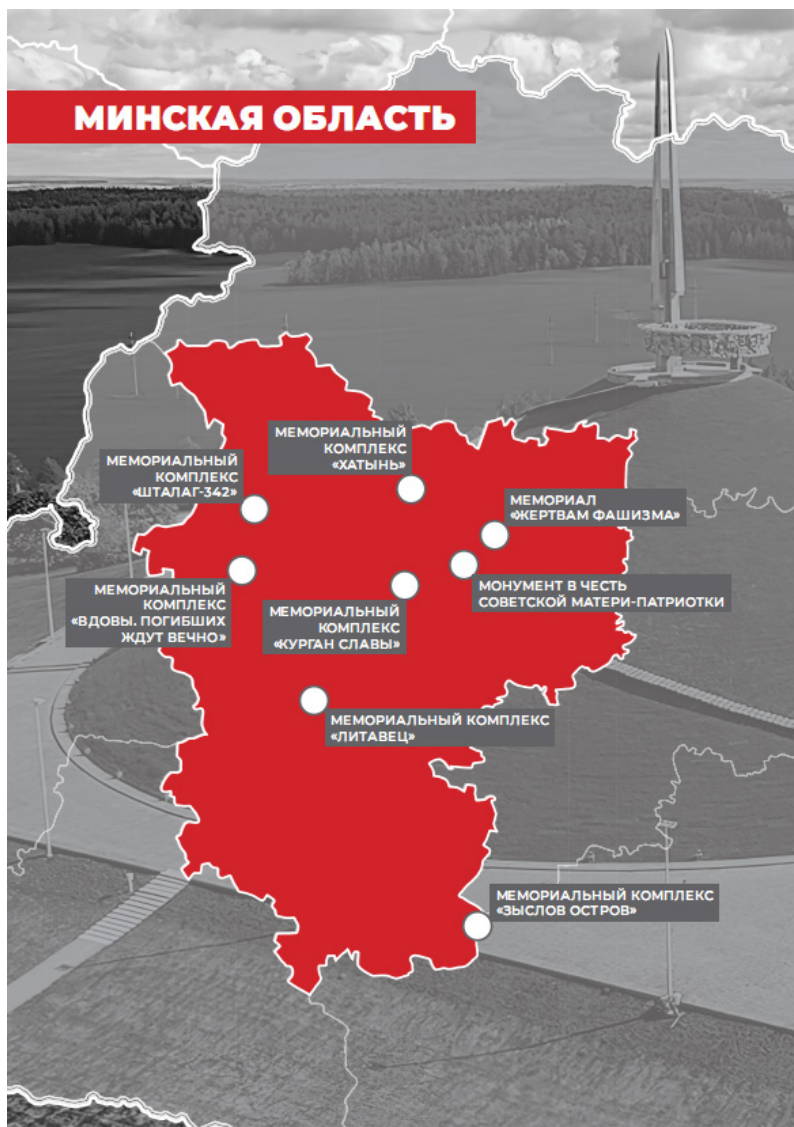 МИНСКАЯ ОБЛАСТЬ
МЕМОРИАЛЬНЫЙ
КОМПЛЕКС
«ХАТЫНЬ»
МЕМОРИАЛЬНЫЙ
КОМПЛЕКС
«ШТАЛАГ-342»
МЕМОРИАЛ
«ЖЕРТВАМ ФАШИЗМА»
МЕМОРИАЛЬНЫЙ
КОМПЛЕКС
«ВДОВЫ. ПОГИБШИХ
ЖДУТ ВЕЧНО»
МЕМОРИАЛЬНЫЙ
КОМПЛЕКС
«КУРГАН СЛАВЫ»
МОНУМЕНТ В ЧЕСТЬ
СОВЕТСКОЙ МАТЕРИ-ПАТРИОТКИ
МЕМОРИАЛЬНЫЙ КОМПЛЕКС
«ЛИТАВЕЦ»
МЕМОРИАЛЬНЫЙ КОМПЛЕКС
«ЗЫСЛОВ ОСТРОВ»